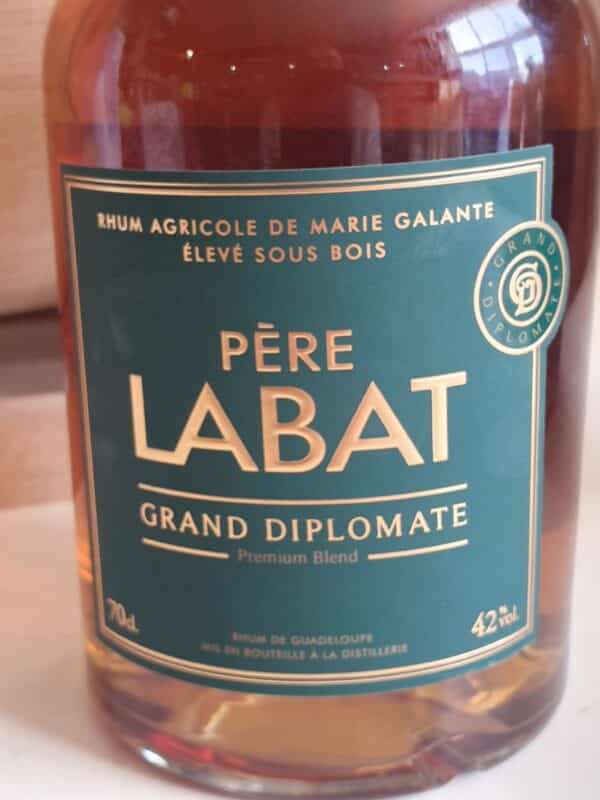 RHUM AGRICOLE DE MARIE GALANTE
ÉLEVÉ SOUS BOIS
GRAND DIPLOMATE
GD
PÈRE
LABAT
GRAND DIPLOMATE
Premium Blend
70cl
42% vol.
RHUM DE GUADELOUPE
MIS EN BOUTEILLE À LA DISTILLERIE